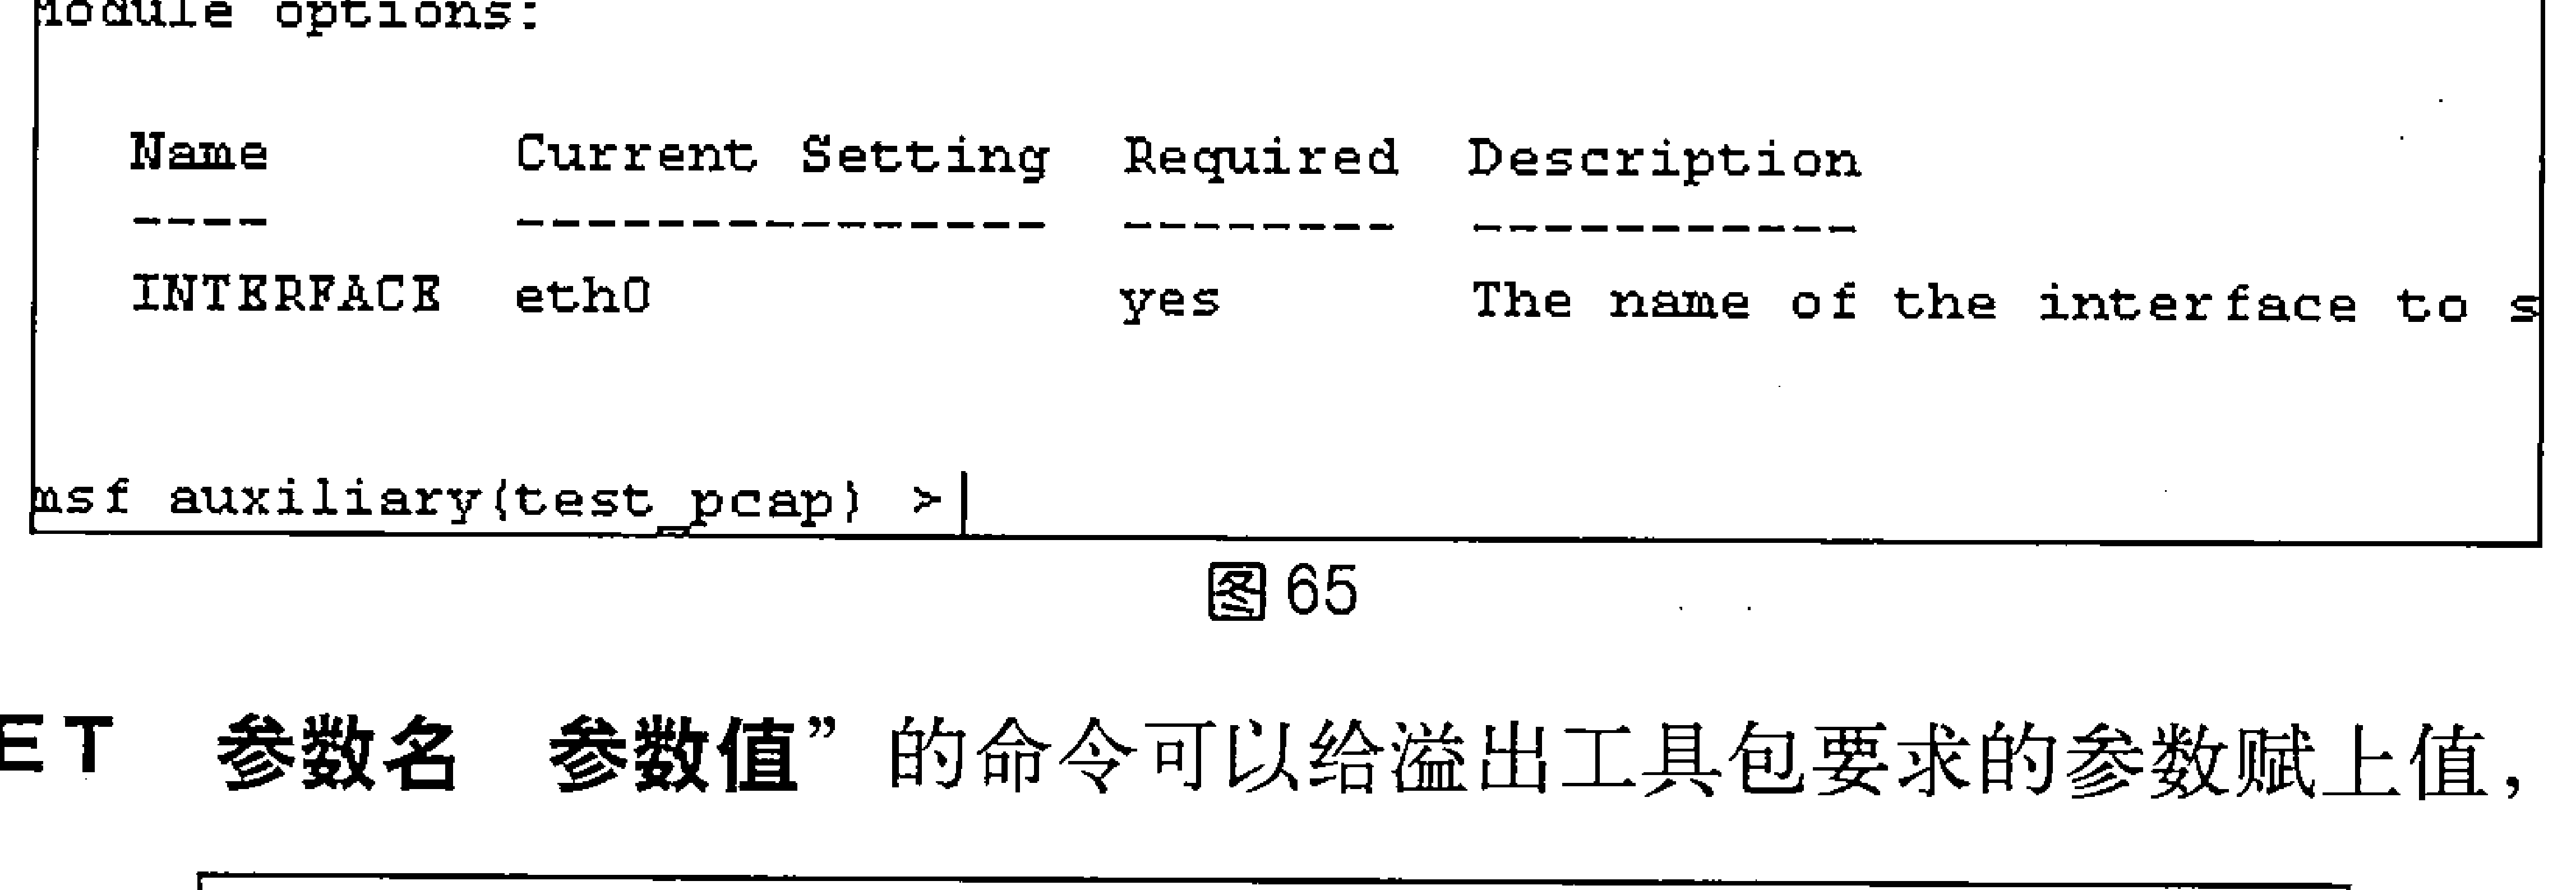 Module options:
Name Current Setting Required Description
---- --------------- -------- -----------
INTERFACE eth0 yes The name of the interface to s
msf auxiliary(test_pcap) >
图 65
ET 参数名 参数值” 的命令可以给溢出工具包要求的参数赋上值，